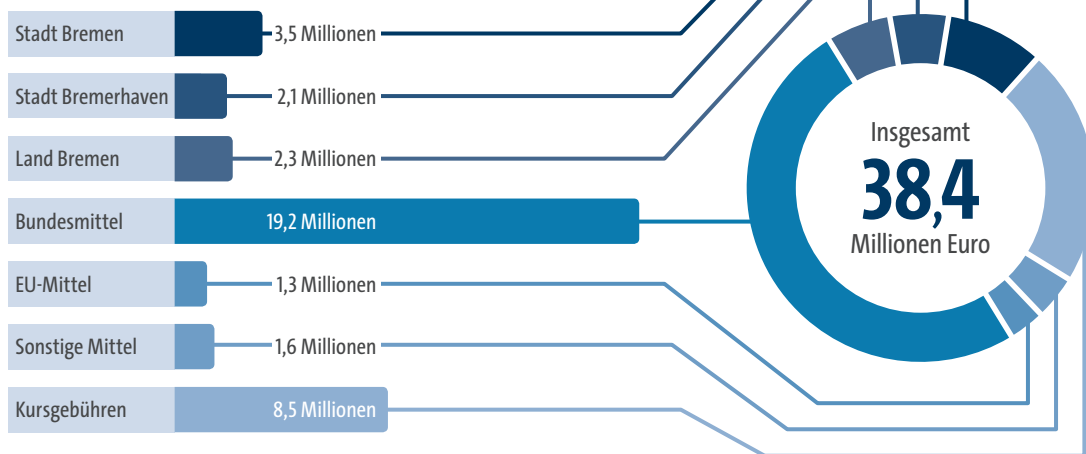 Stadt Bremen 3,5 Millionen
Stadt Bremerhaven 2,1 Millionen
Land Bremen 2,3 Millionen
Bundesmittel 19,2 Millionen
EU-Mittel 1,3 Millionen
Sonstige Mittel 1,6 Millionen
Kursgebühren 8,5 Millionen
Insgesamt
38,4
Millionen Euro